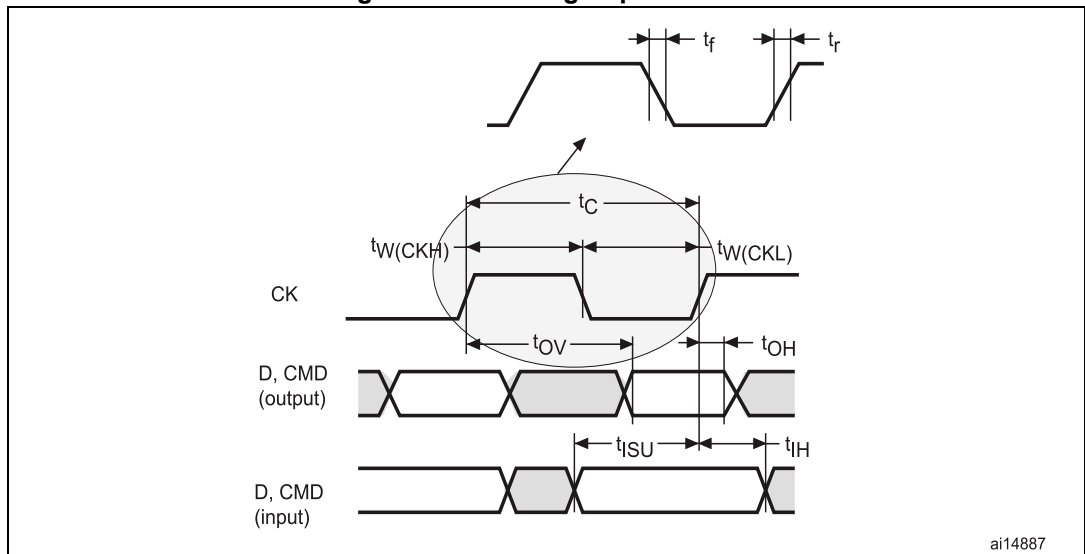 tf
tr
tC
tW(CKH)
tW(CKL)
CK
tOV
tOH
D, CMD
(output)
tISU
tIH
D, CMD
(input)
ai14887